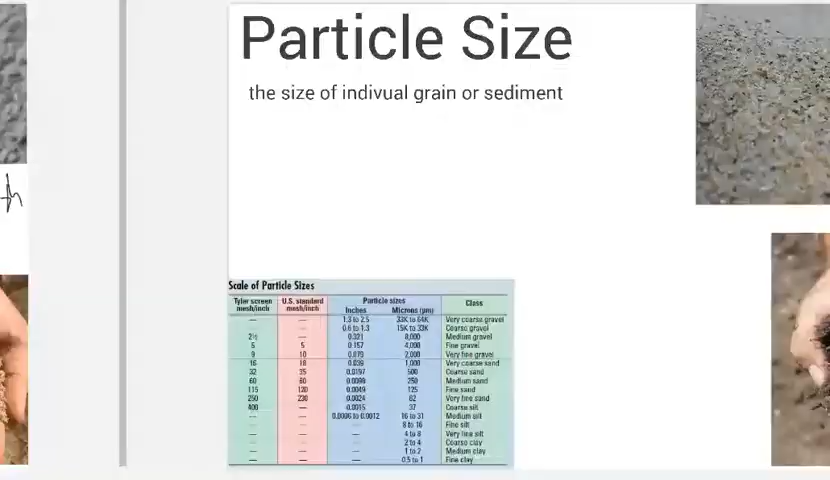 Particle Size
the size of indivual grain or sediment
Scale of Particle Sizes
Tyler screen mesh/inch U.S. standard mesh/inch Particle sizes Class
Inches Microns (µm)
— — 1.3 to 2.5 33K to 64K Very coarse gravel
— — 0.6 to 1.3 15K to 33K Coarse gravel
2½ — 0.321 8,000 Medium gravel
5 5 0.157 4,000 Fine gravel
9 10 0.079 2,000 Very fine gravel
16 18 0.039 1,000 Very coarse sand
32 35 0.0197 500 Coarse sand
60 60 0.0098 250 Medium sand
115 120 0.0049 125 Fine sand
250 230 0.0024 62 Very fine sand
400 — 0.0015 37 Coarse silt
— — 0.0006 to 0.0012 16 to 31 Medium silt
— — — 8 to 16 Fine silt
— — — 4 to 8 Very fine silt
— — — 2 to 4 Coarse clay
— — — 1 to 2 Medium clay
— — — 0.5 to 1 Fine clay